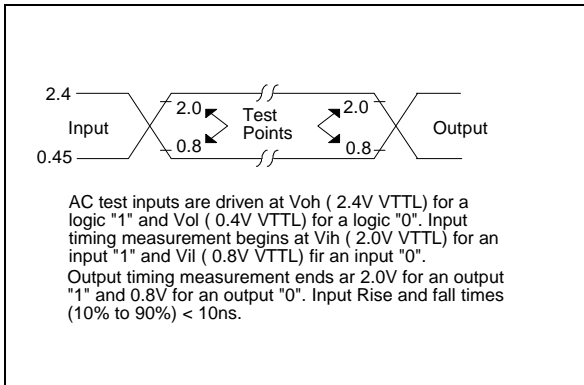 2.4 2.0 Test 2.0
Input Points Output
0.45 0.8 0.8
AC test inputs are driven at Voh ( 2.4V VTTL) for a
logic "1" and Vol ( 0.4V VTTL) for a logic "0". Input
timing measurement begins at Vih ( 2.0V VTTL) for an
input "1" and Vil ( 0.8V VTTL) fir an input "0".
Output timing measurement ends ar 2.0V for an output
"1" and 0.8V for an output "0". Input Rise and fall times
(10% to 90%) < 10ns.